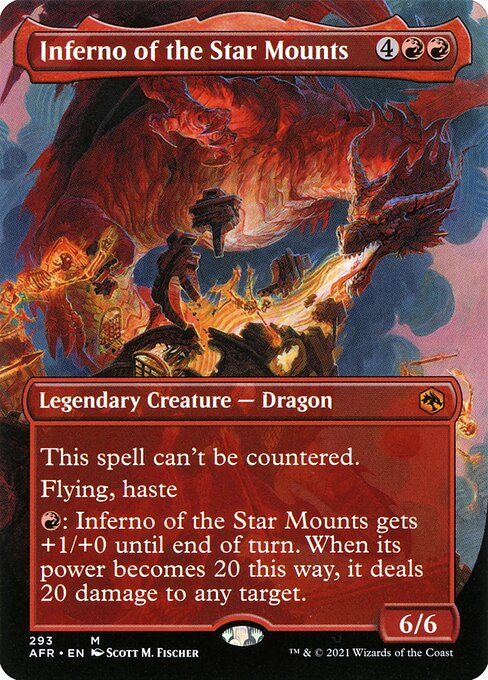 Inferno of the Star Mounts 4
Legendary Creature — Dragon
This spell can't be countered.
Flying, haste
: Inferno of the Star Mounts gets
+1/+0 until end of turn. When its
power becomes 20 this way, it deals
20 damage to any target.
6/6
293 M
AFR • EN Scott M. Fischer
™ & © 2021 Wizards of the Coast